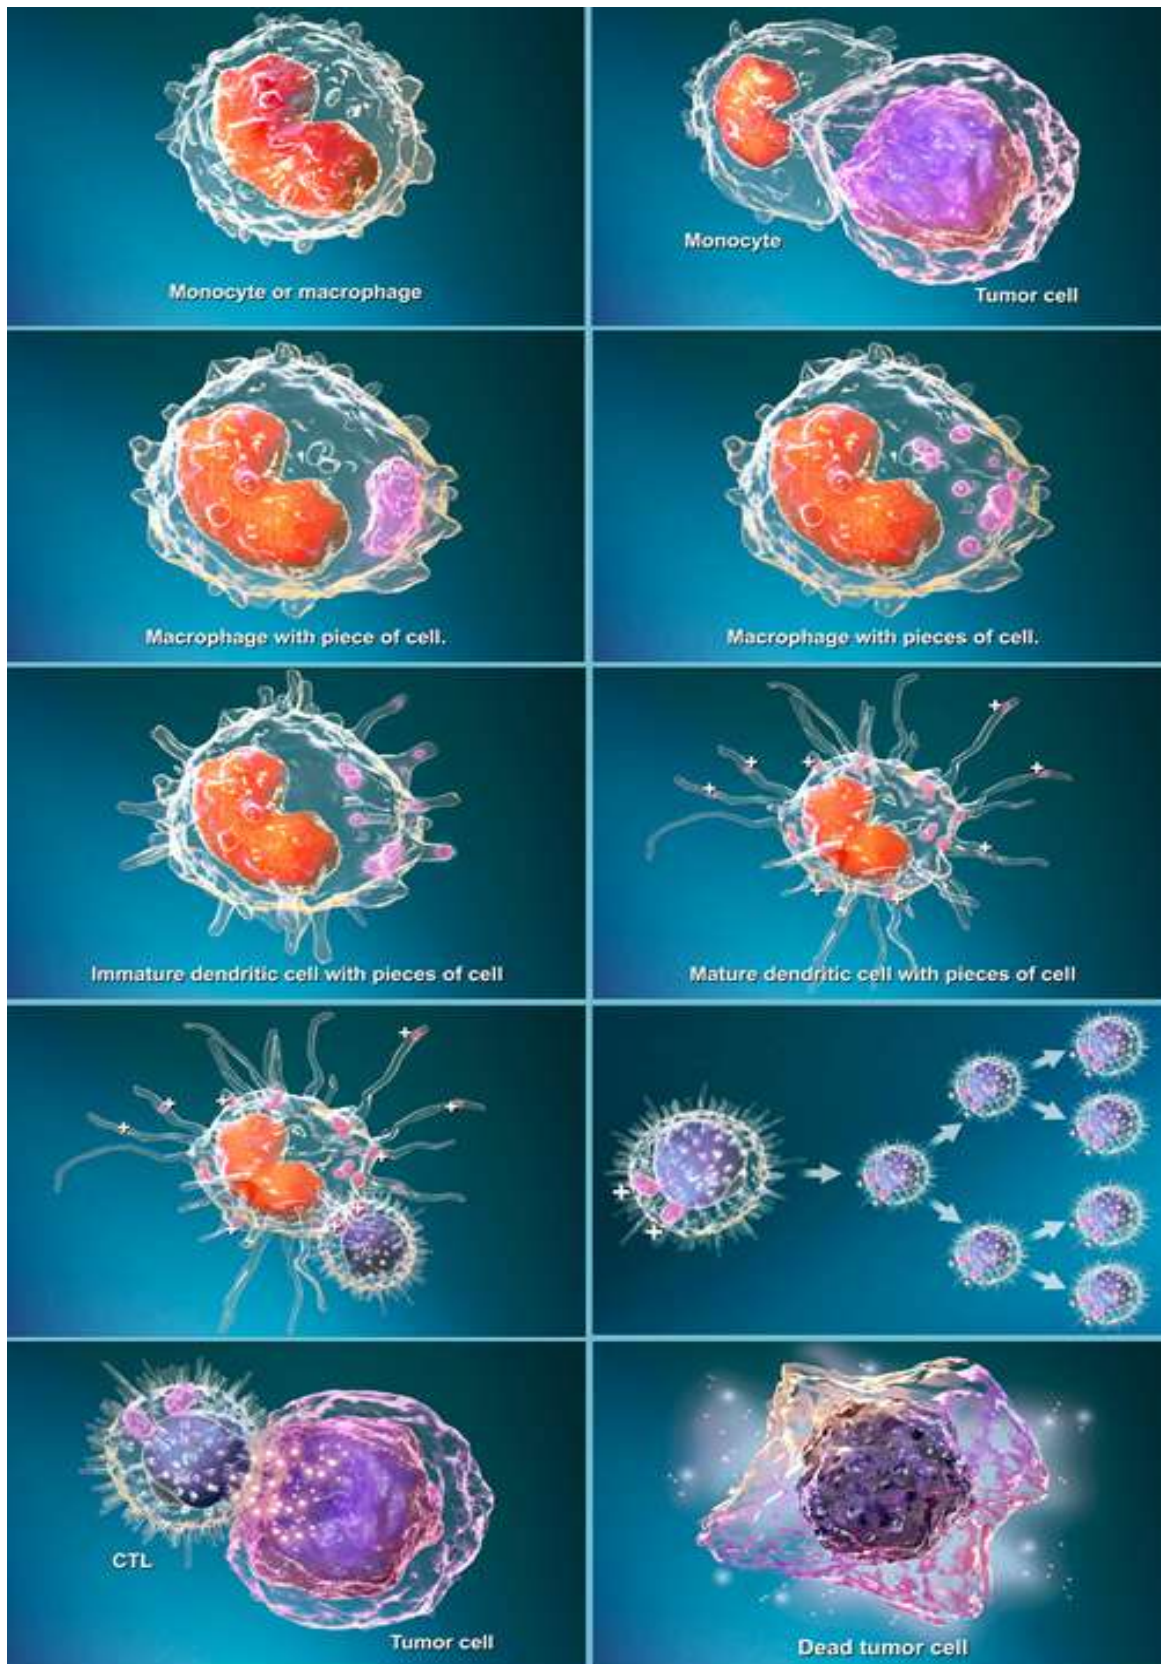 Monocyte or macrophage
Monocyte
Tumor cell
Macrophage with piece of cell.
Macrophage with pieces of cell.
Immature dendritic cell with pieces of cell
Mature dendritic cell with pieces of cell
CTL
Tumor cell
Dead tumor cell